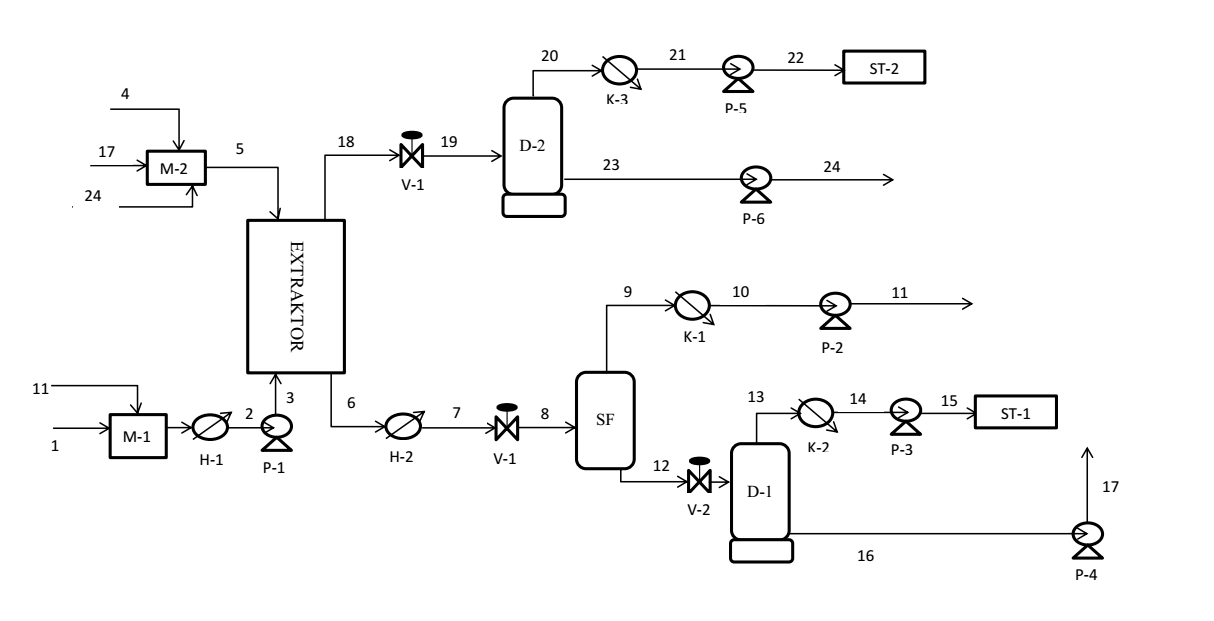 20
21
22
ST-2
K-3
P-5
4
17
M-2
5
24
18
19
V-1
D-2
23
24
P-6
EXTRAKTOR
9
10
11
K-1
P-2
11
1
M-1
H-1
2
3
P-1
6
7
8
H-2
V-1
SF
12
V-2
13
14
15
ST-1
K-2
P-3
D-1
16
17
P-4